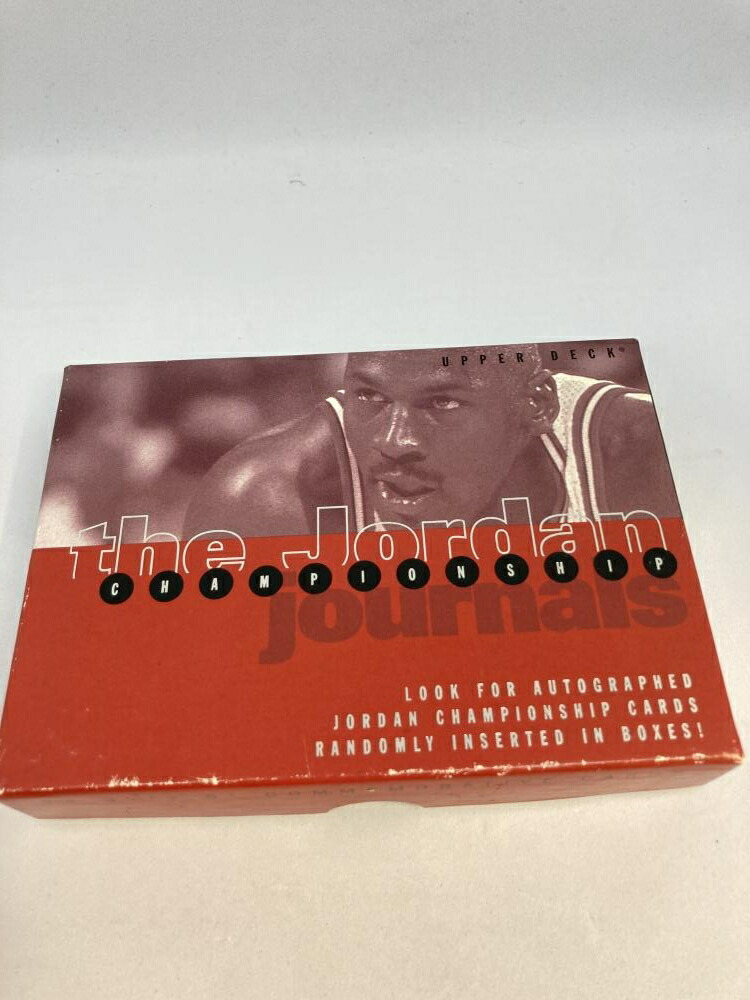 UPPER DECK®
the Jordan
CHAMPIONSHIP
journals
LOOK FOR AUTOGRAPHED
JORDAN CHAMPIONSHIP CARDS
RANDOMLY INSERTED IN BOXES!